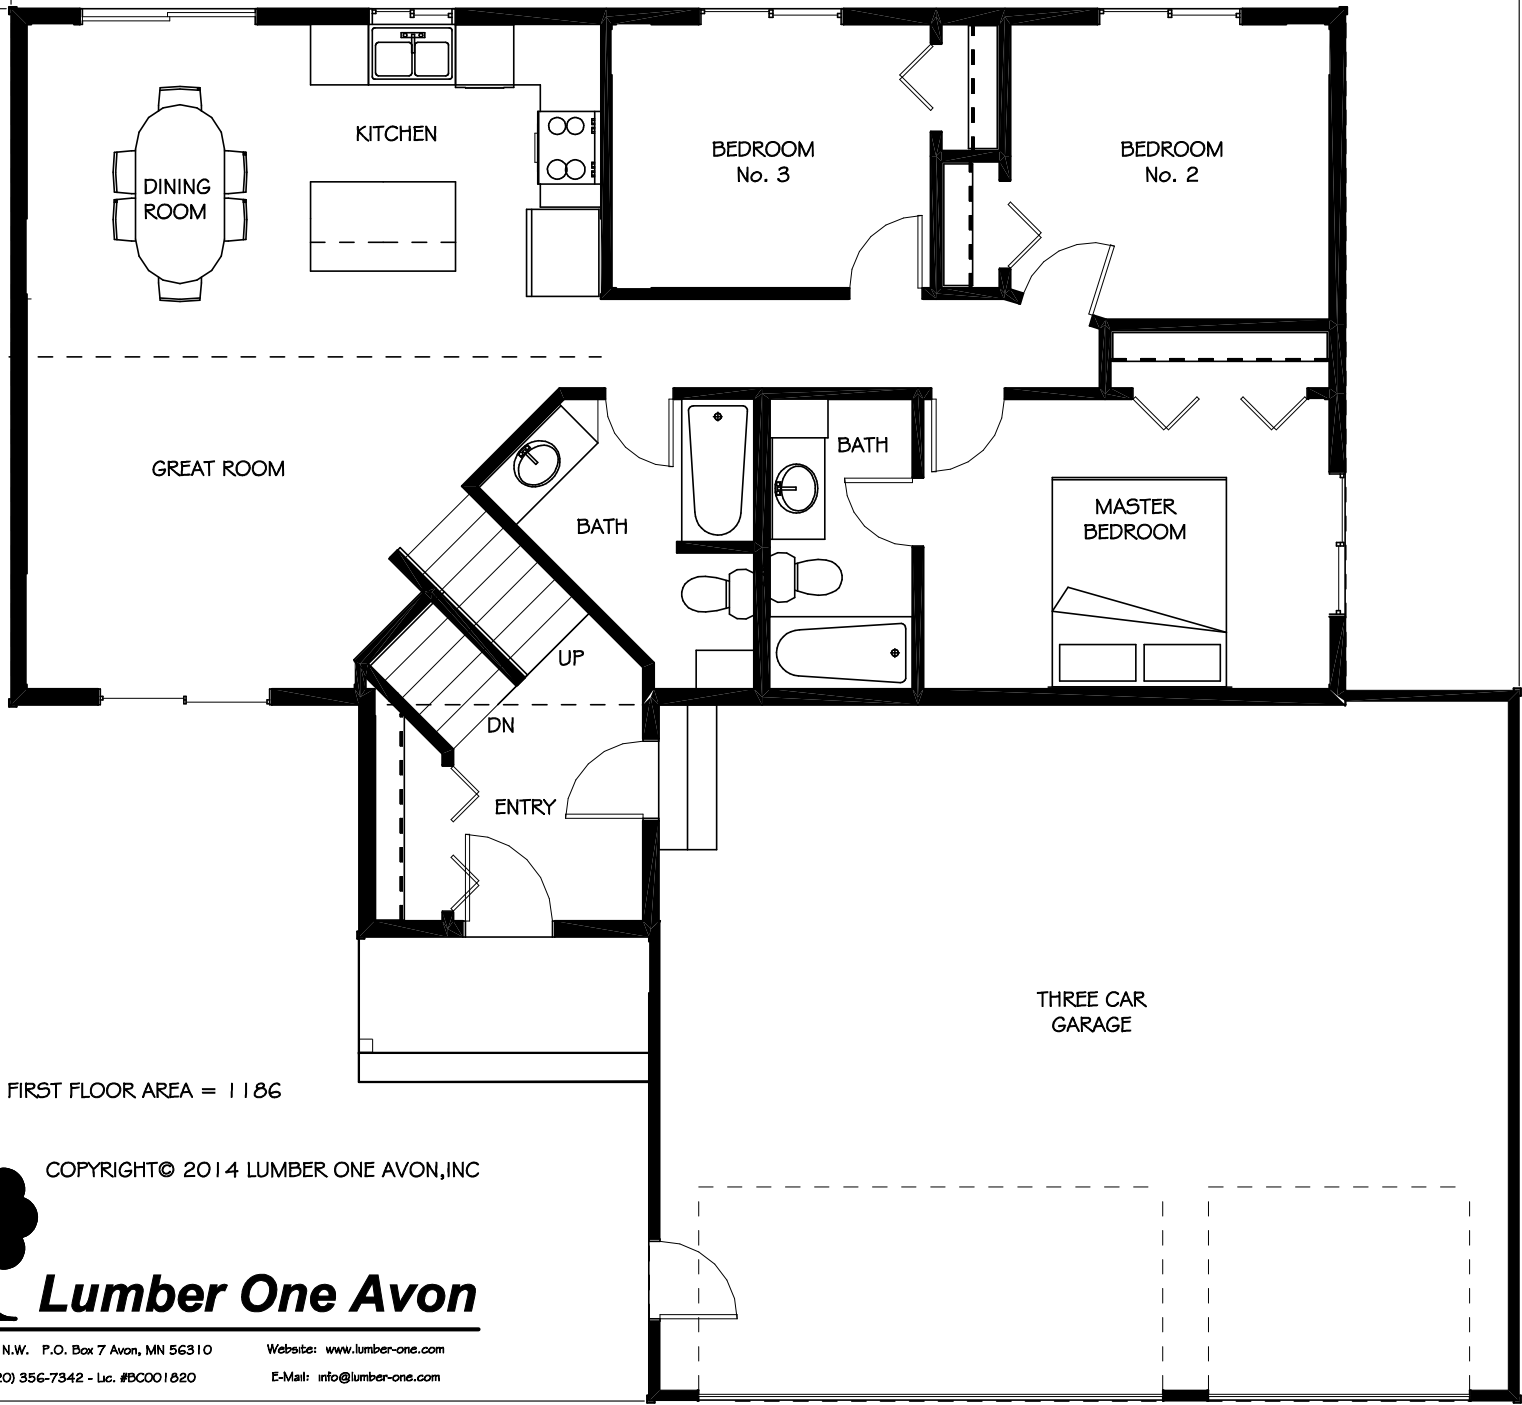 KITCHEN
BEDROOM
No. 3
BEDROOM
No. 2
DINING
ROOM
GREAT ROOM
BATH
BATH
MASTER
BEDROOM
UP
DN
ENTRY
THREE CAR
GARAGE
FIRST FLOOR AREA = 1186
COPYRIGHT© 2014 LUMBER ONE AVON,INC
Lumber One Avon
N.W. P.O. Box 7 Avon, MN 56310
Website: www.lumber-one.com
20) 356-7342 - Lic. #BC001820
E-Mail: info@lumber-one.com